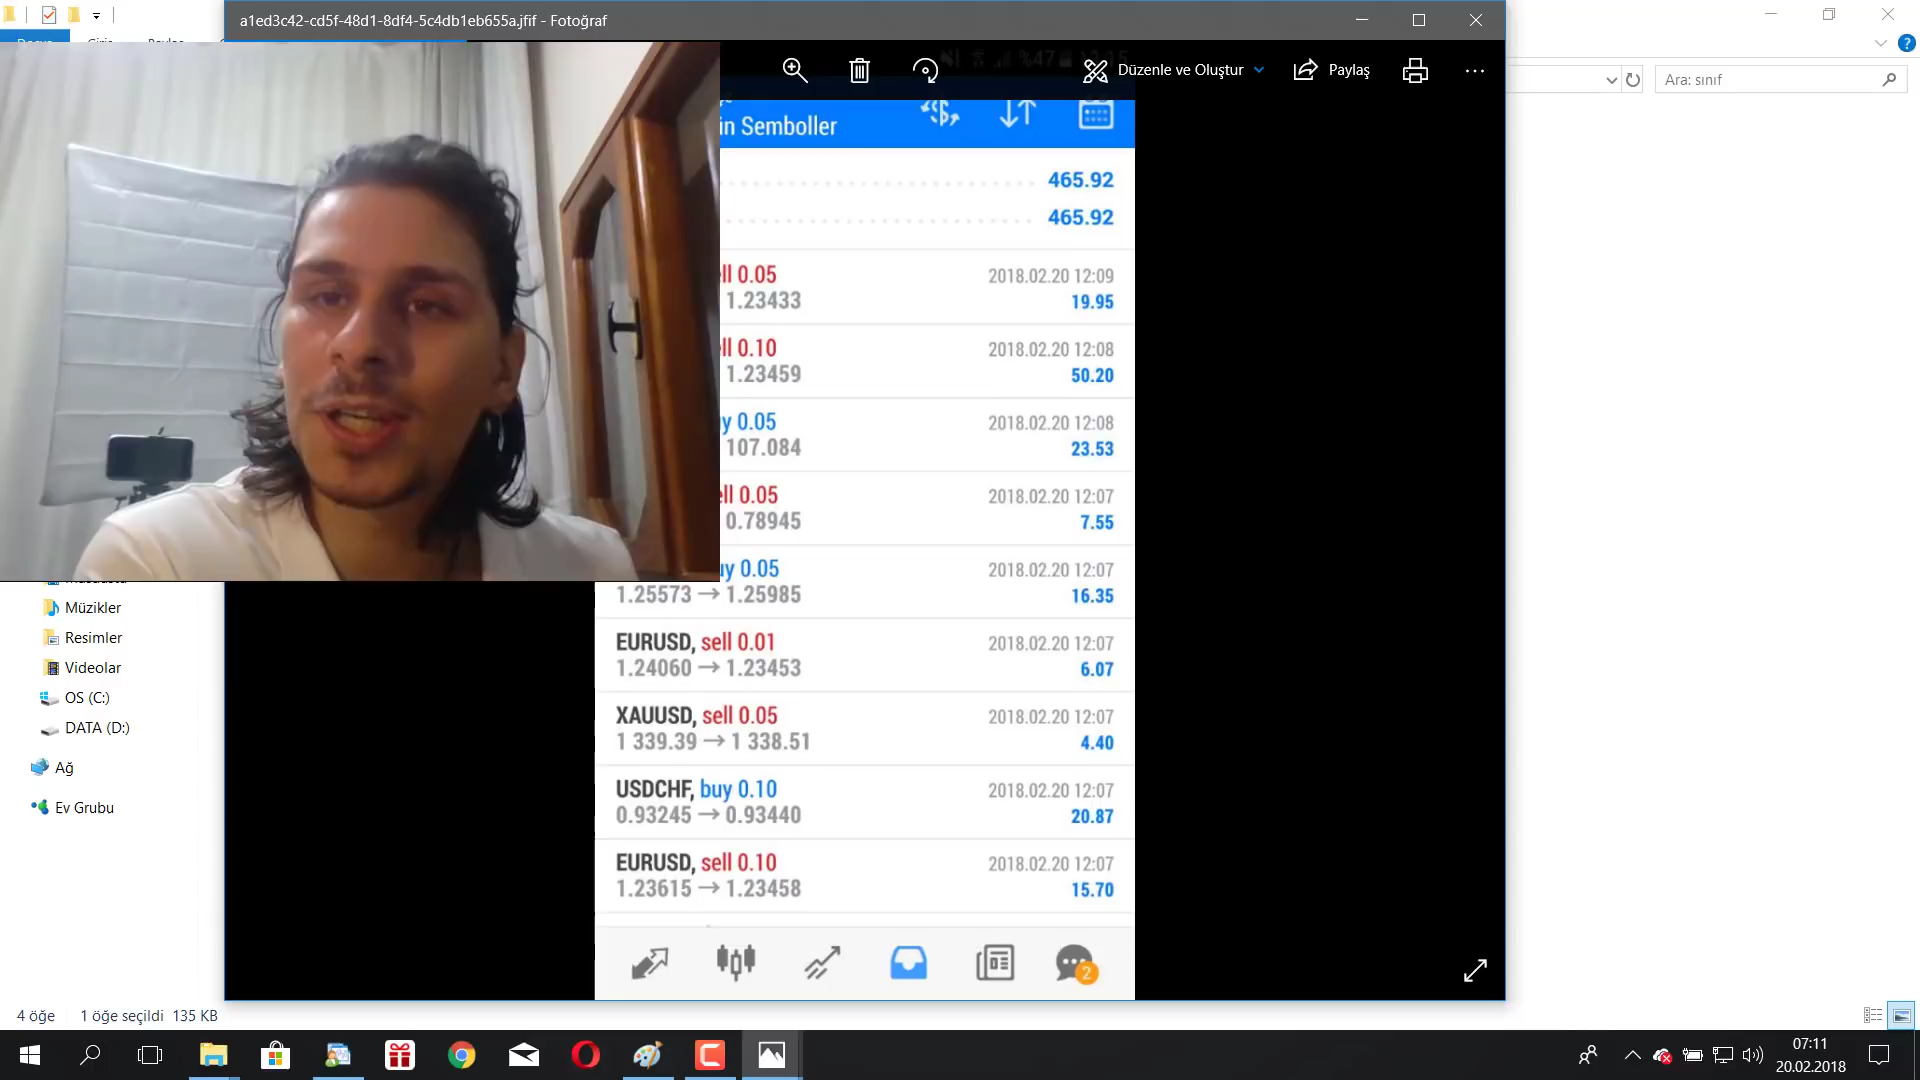 a1ed3c42-cd5f-48d1-8df4-5c4db1eb655a.jfif - Fotoğraf
Düzenle ve Oluştur
Paylaş
Ara: sınıf
in Semboller
465.92
465.92
ll 0.05 2018.02.20 12:09
1.23433 19.95
ll 0.10 2018.02.20 12:08
1.23459 50.20
y 0.05 2018.02.20 12:08
107.084 23.53
ell 0.05 2018.02.20 12:07
0.78945 7.55
uy 0.05 2018.02.20 12:07
1.25573 → 1.25985 16.35
EURUSD, sell 0.01 2018.02.20 12:07
1.24060 → 1.23453 6.07
XAUUSD, sell 0.05 2018.02.20 12:07
1 339.39 → 1 338.51 4.40
USDCHF, buy 0.10 2018.02.20 12:07
0.93245 → 0.93440 20.87
EURUSD, sell 0.10 2018.02.20 12:07
1.23615 → 1.23458 15.70
2
Müzikler
Resimler
Videolar
OS (C:)
DATA (D:)
Ağ
Ev Grubu
4 öğe 1 öğe seçildi 135 KB
07:11
20.02.2018